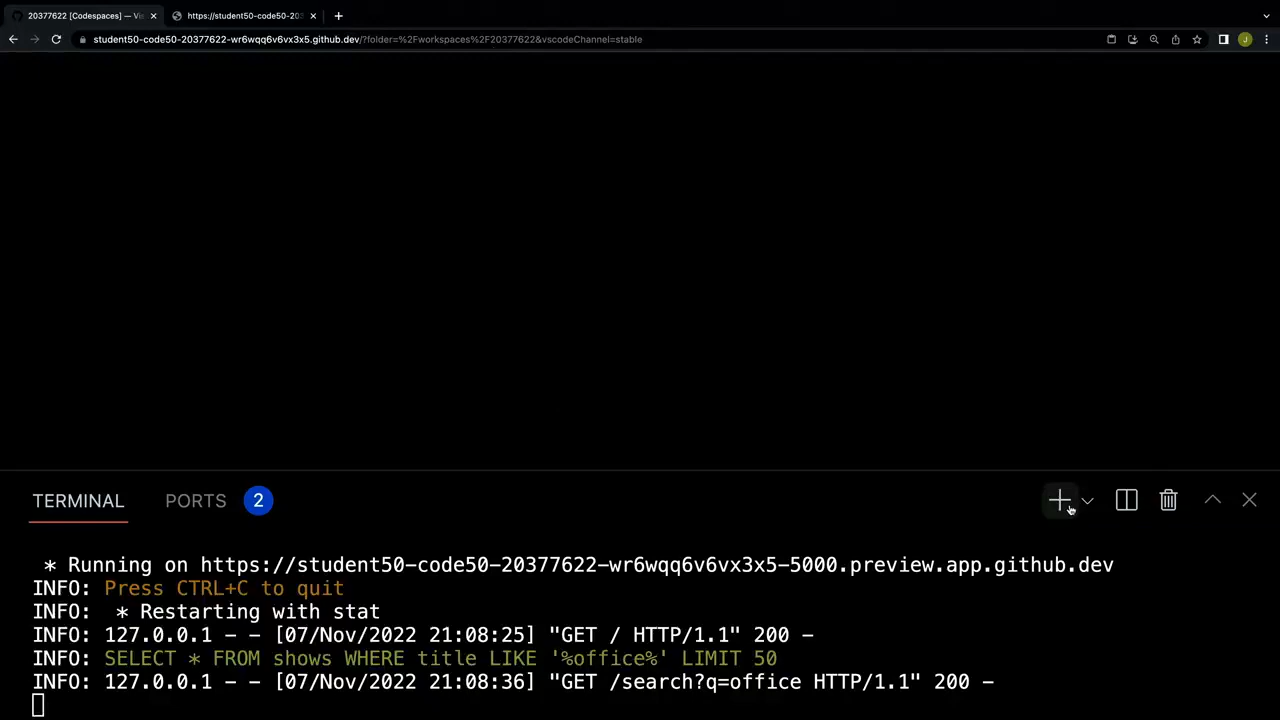 20377622 [Codespaces] — Vis
https://student50-code50-203
student50-code50-20377622-wr6wqq6v6vx3x5.github.dev/?folder=%2Fworkspaces%2F20377622&vscodeChannel=stable
J
TERMINAL PORTS 2
* Running on https://student50-code50-20377622-wr6wqq6v6vx3x5-5000.preview.app.github.dev
INFO: Press CTRL+C to quit
INFO:  * Restarting with stat
INFO: 127.0.0.1 - - [07/Nov/2022 21:08:25] "GET / HTTP/1.1" 200 -
INFO: SELECT * FROM shows WHERE title LIKE '%office%' LIMIT 50
INFO: 127.0.0.1 - - [07/Nov/2022 21:08:36] "GET /search?q=office HTTP/1.1" 200 -